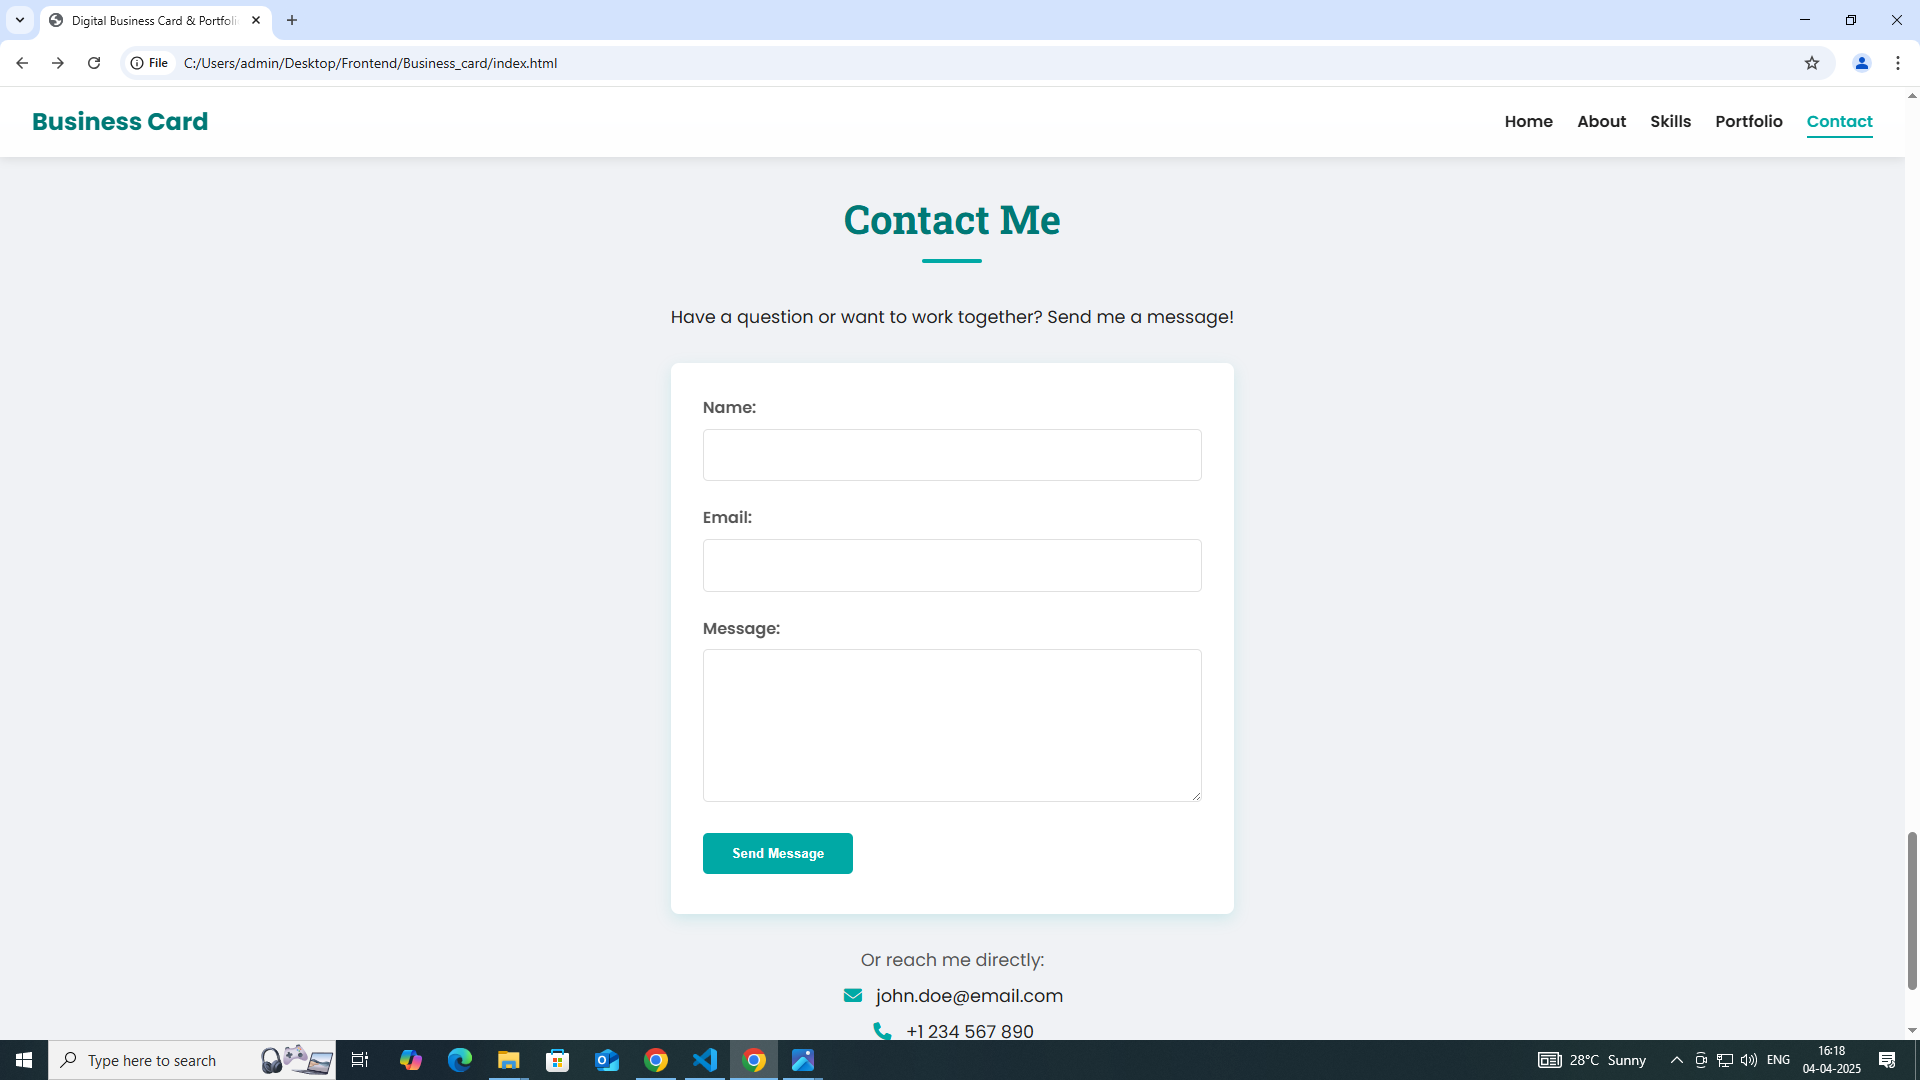 Digital Business Card & Portfoli
File C:/Users/admin/Desktop/Frontend/Business_card/index.html
Business Card Home About Skills Portfolio Contact
Contact Me
Have a question or want to work together? Send me a message!
Name:
Email:
Message:
Send Message
Or reach me directly:
john.doe@email.com
+1 234 567 890
Type here to search
28°C Sunny
ENG
16:18
04-04-2025